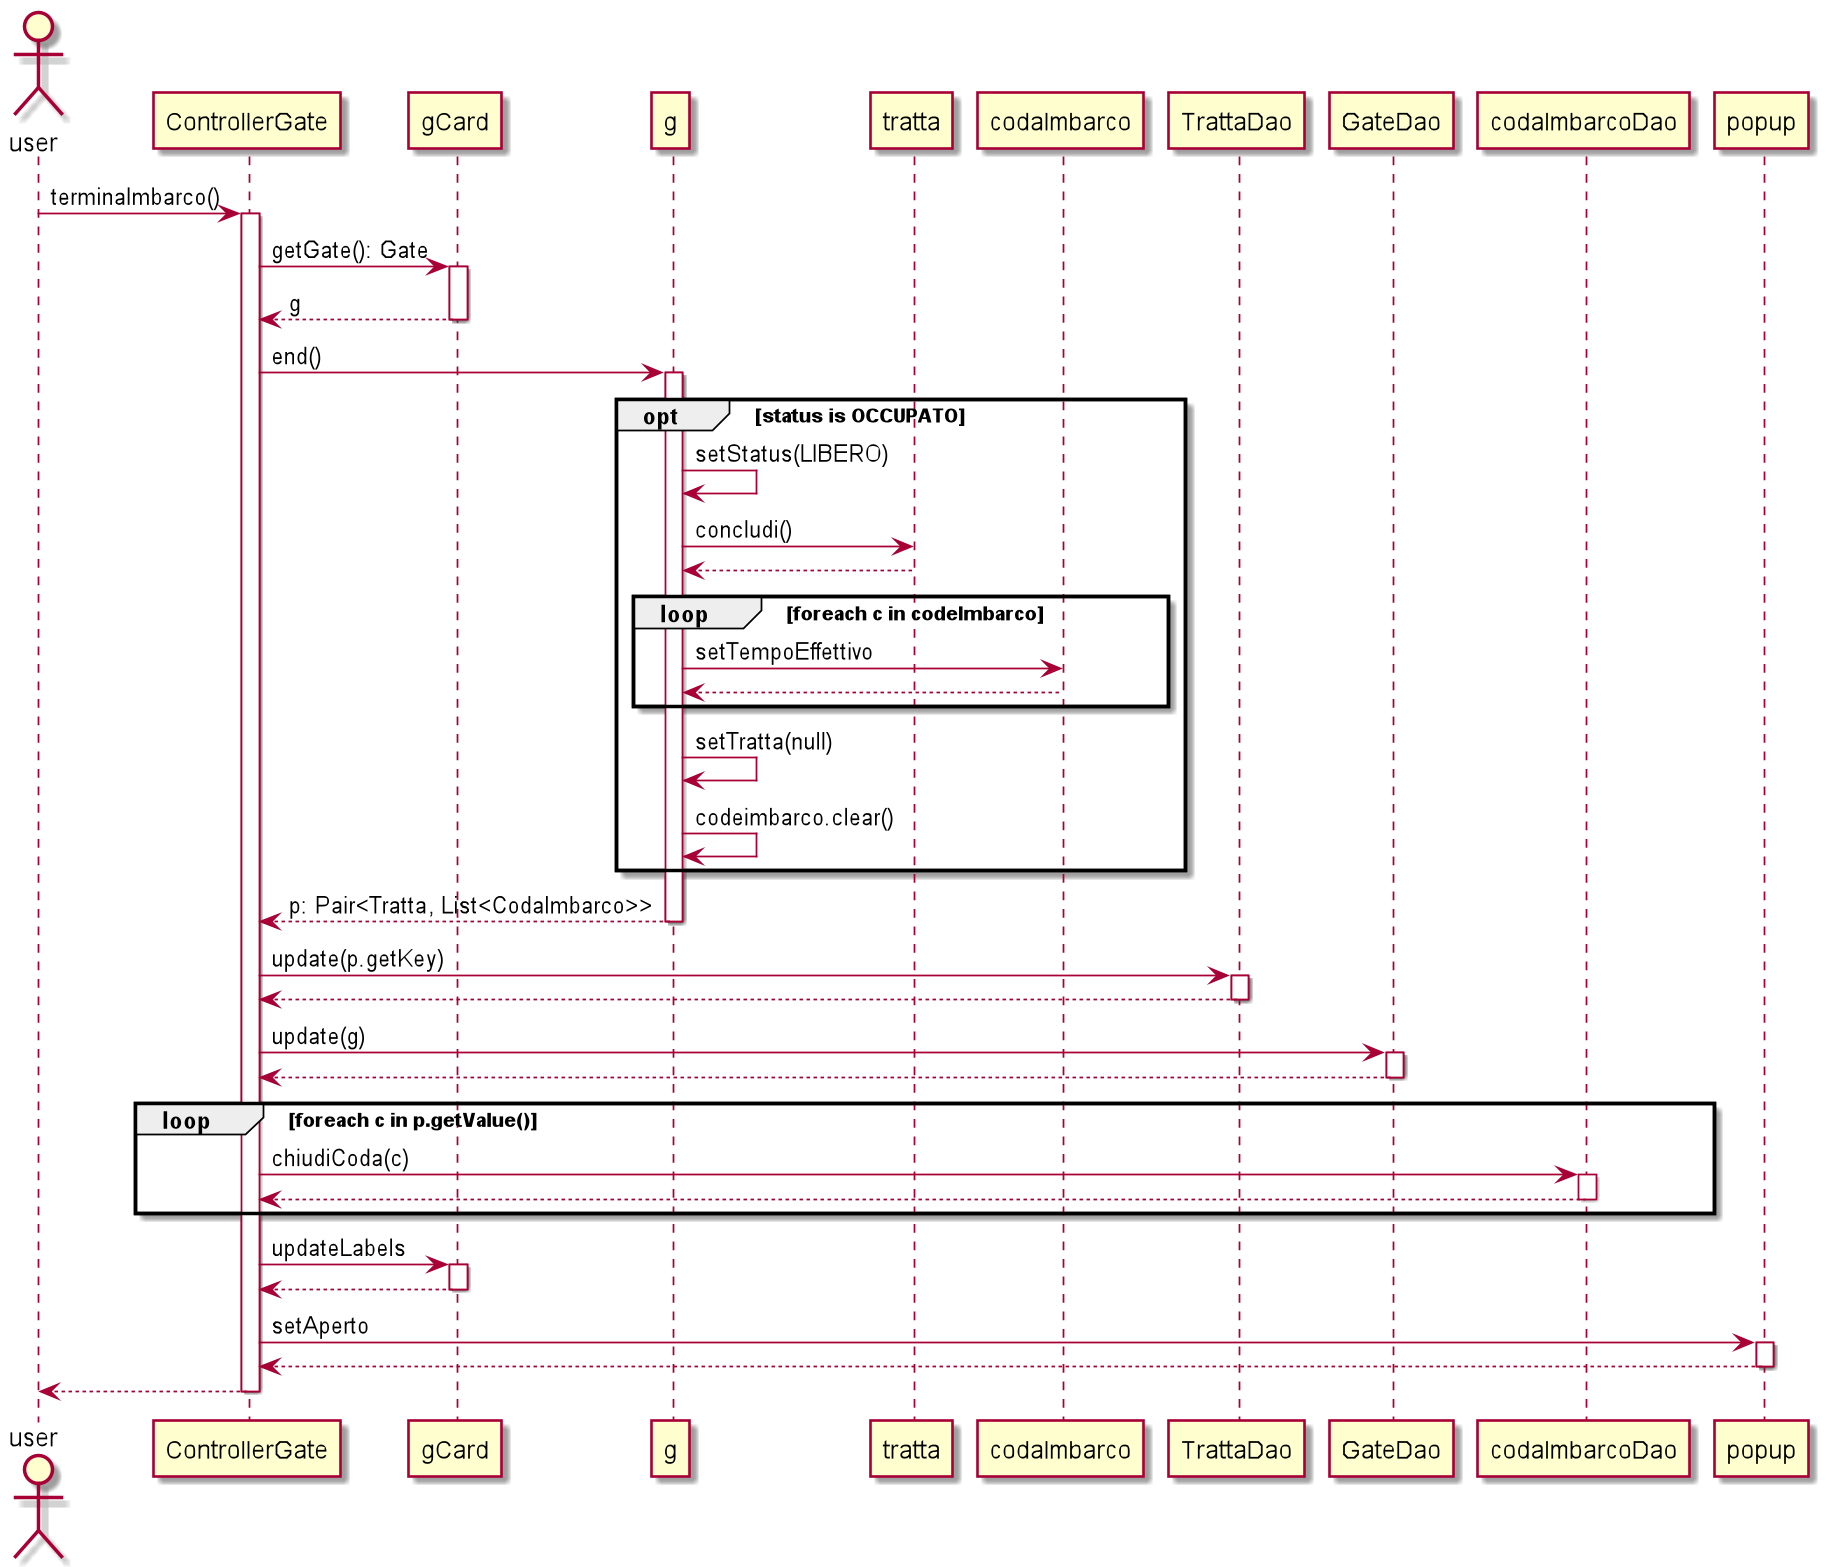 user
ControllerGate
gCard
g
tratta
codaImbarco
TrattaDao
GateDao
codaImbarcoDao
popup
terminaImbarco()
getGate(): Gate
g
end()
opt [status is OCCUPATO]
setStatus(LIBERO)
concludi()
loop [foreach c in codeImbarco]
setTempoEffettivo
setTratta(null)
codeimbarco.clear()
p: Pair<Tratta, List<CodaImbarco>>
update(p.getKey)
update(g)
loop [foreach c in p.getValue()]
chiudiCoda(c)
updateLabels
setAperto
user
ControllerGate
gCard
g
tratta
codaImbarco
TrattaDao
GateDao
codaImbarcoDao
popup